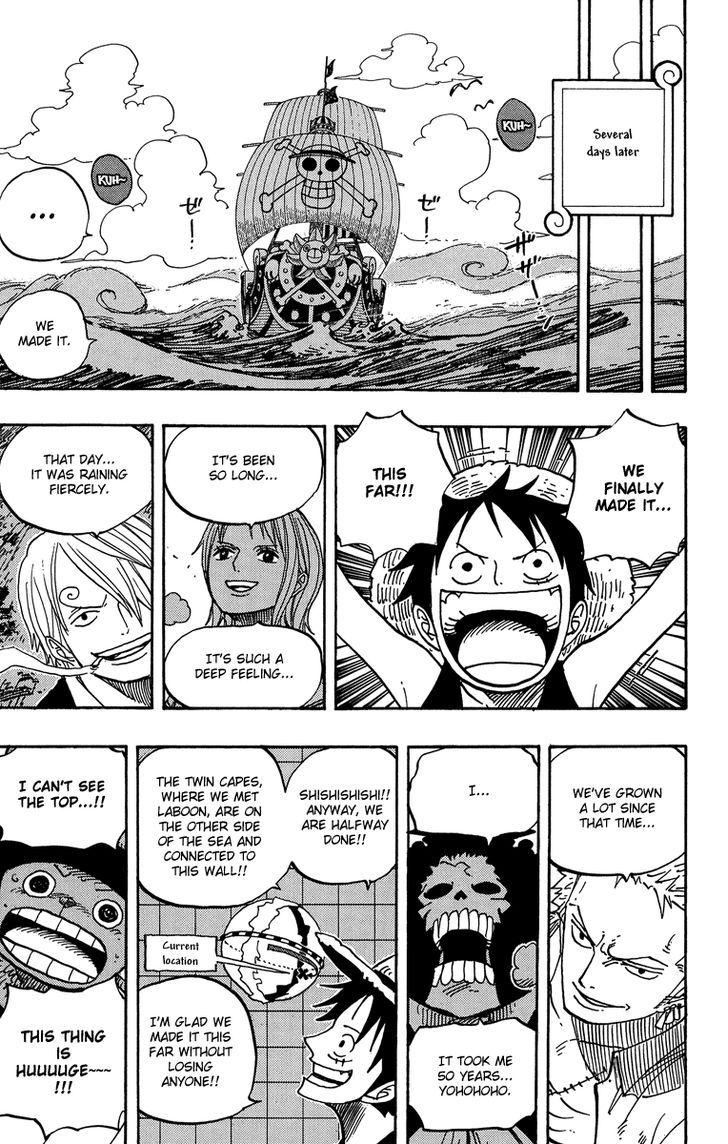 Several
days later
KUH~
KUH~
ザ
ザ
ゼ
ー
ゼ
ー
...
WE
MADE IT.
WE
FINALLY
MADE IT...
THIS
FAR!!!
IT'S BEEN
SO LONG...
IT'S SUCH A
DEEP FEELING...
THAT DAY...
IT WAS RAINING
FIERCELY.
WE'VE GROWN
A LOT SINCE
THAT TIME...
I...
IT TOOK ME
50 YEARS...
YOHOHOHO.
SHISHISHISHI!!
ANYWAY, WE
ARE HALFWAY
DONE!!
THE TWIN CAPES,
WHERE WE MET
LABOON, ARE ON
THE OTHER SIDE
OF THE SEA AND
CONNECTED TO
THIS WALL!!
Current
location
I'M GLAD WE
MADE IT THIS
FAR WITHOUT
LOSING
ANYONE!!
I CAN'T SEE
THE TOP...!!
THIS THING
IS
HUUUUGE~~~
!!!